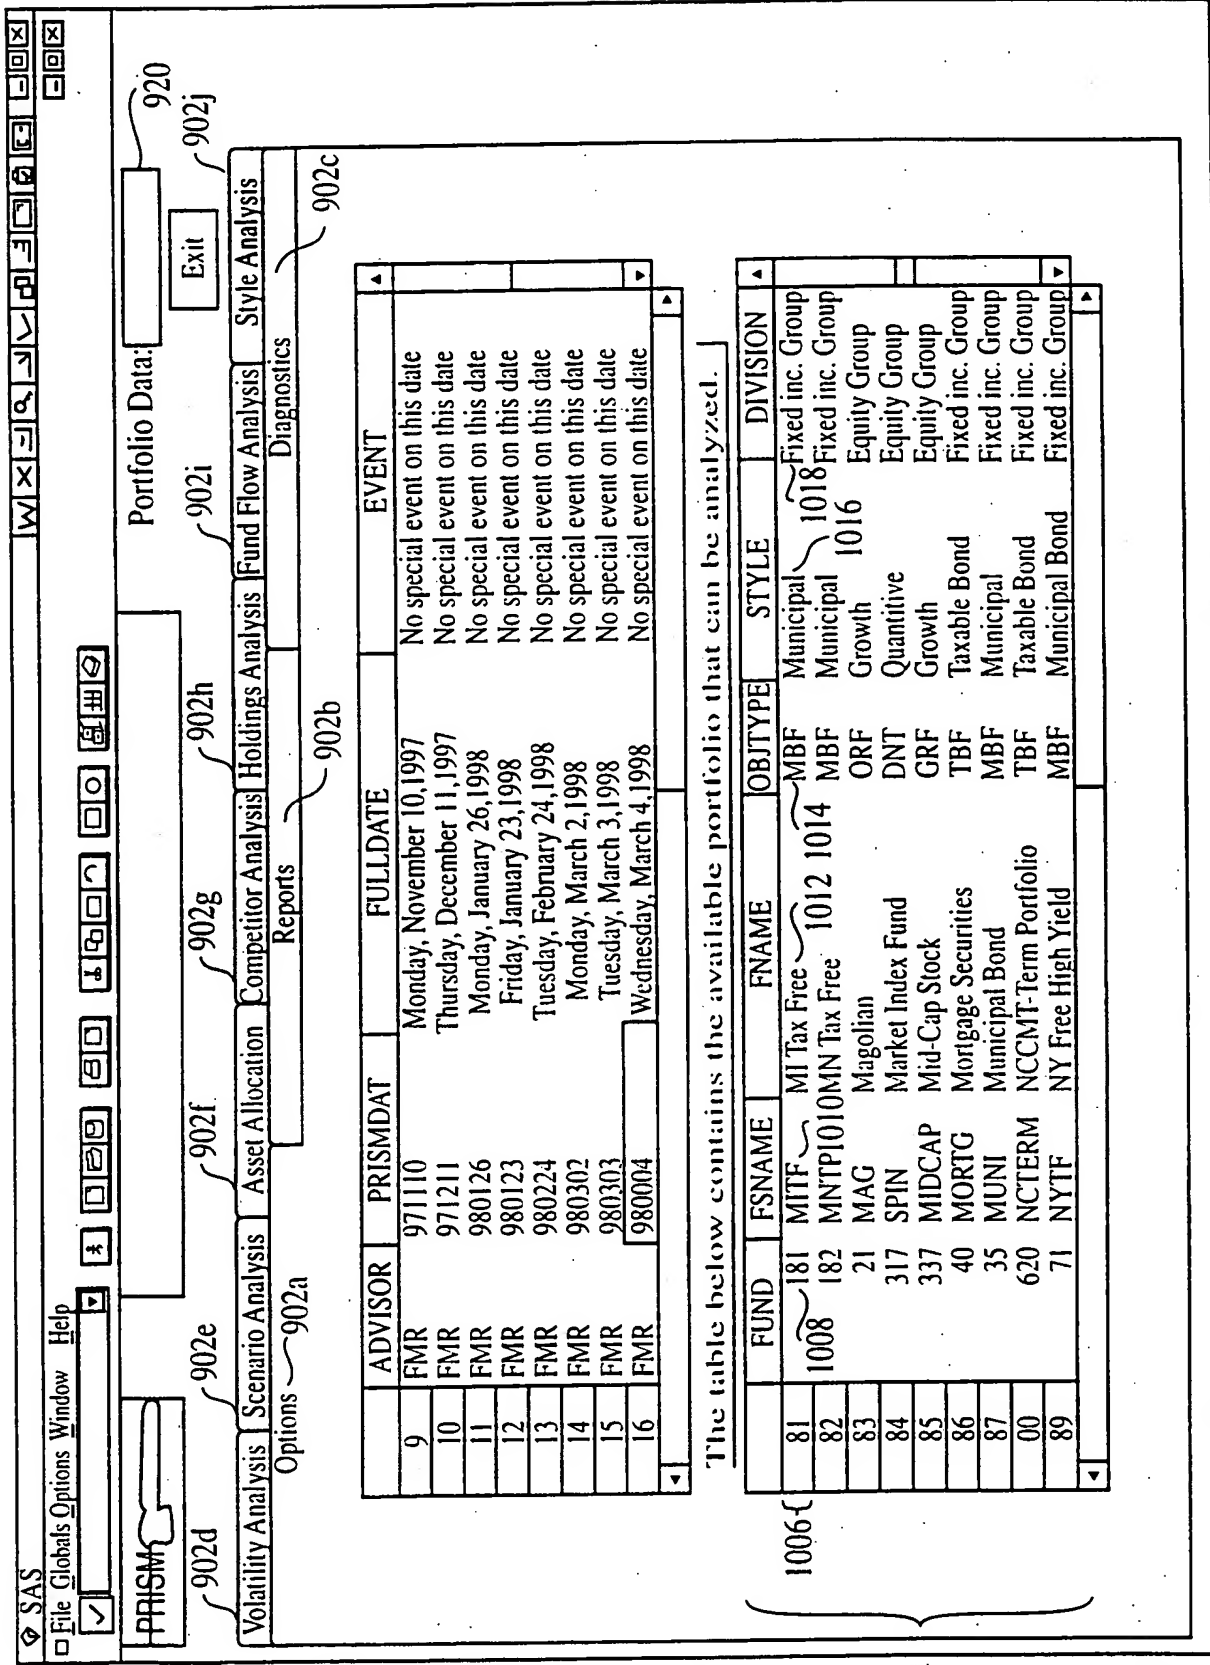 SAS
File Globals Options Window Help
W X
PRISM
Portfolio Data:
920
Exit
902d
902e
902f
902g
902h
902i
902j
Volatility Analysis Scenario Analysis Asset Allocation Competitor Analysis Holdings Analysis Fund Flow Analysis Style Analysis
Options 902a Reports 902b Diagnostics 902c
ADVISOR PRISMDAT FULLDATE EVENT
9 FMR 971110 Monday, November 10,1997 No special event on this date
10 FMR 971211 Thursday, December 11,1997 No special event on this date
11 FMR 980126 Monday, January 26,1998 No special event on this date
12 FMR 980123 Friday, January 23,1998 No special event on this date
13 FMR 980224 Tuesday, February 24,1998 No special event on this date
14 FMR 980302 Monday, March 2,1998 No special event on this date
15 FMR 980303 Tuesday, March 3,1998 No special event on this date
16 FMR 980004 Wednesday, March 4,1998 No special event on this date
The table below contains the available portfolio that can be analyzed.
FUND FSNAME FNAME OBJTYPE STYLE DIVISION
81 181 MITF MI Tax Free MBF Municipal Fixed inc. Group
82 1008 182 MNTP 1010 MN Tax Free 1012 1014 MBF Municipal 1016 1018 Fixed inc. Group
83 21 MAG Magolian ORF Growth Equity Group
84 317 SPIN Market Index Fund DNT Quantitive Equity Group
85 337 MIDCAP Mid-Cap Stock GRF Growth Equity Group
86 40 MORTG Mortgage Securities TBF Taxable Bond Fixed inc. Group
87 35 MUNI Municipal Bond MBF Municipal Fixed inc. Group
00 620 NCTERM NCCMT-Term Portfolio TBF Taxable Bond Fixed inc. Group
89 71 NYTF NY Free High Yield MBF Municipal Bond Fixed inc. Group
1006